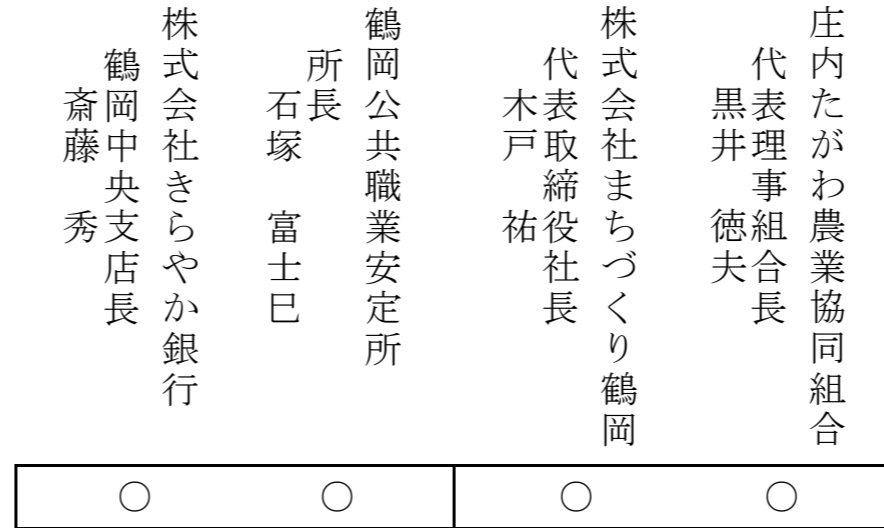 庄内たがわ農業協同組合
代表理事組合長
黒井 徳夫
株式会社まちづくり鶴岡
代表取締役社長
木戸 祐
鶴岡公共職業安定所
所長
石塚 富士巳
株式会社きらやか銀行
鶴岡中央支店長
斎藤 秀
○ ○ ○ ○